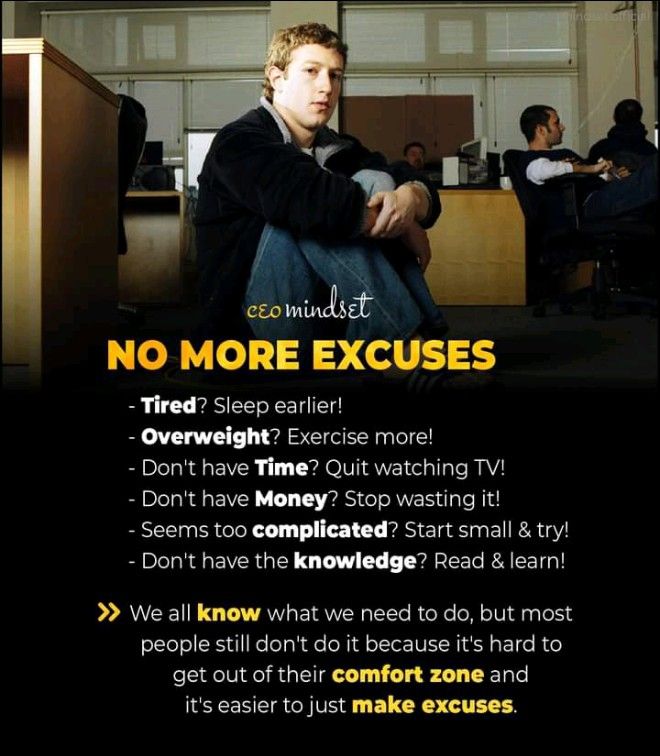 ceo mindset
NO MORE EXCUSES
- Tired? Sleep earlier!
- Overweight? Exercise more!
- Don't have Time? Quit watching TV!
- Don't have Money? Stop wasting it!
- Seems too complicated? Start small & try!
- Don't have the knowledge? Read & learn!
>> We all know what we need to do, but most
people still don't do it because it's hard to
get out of their comfort zone and
it's easier to just make excuses.